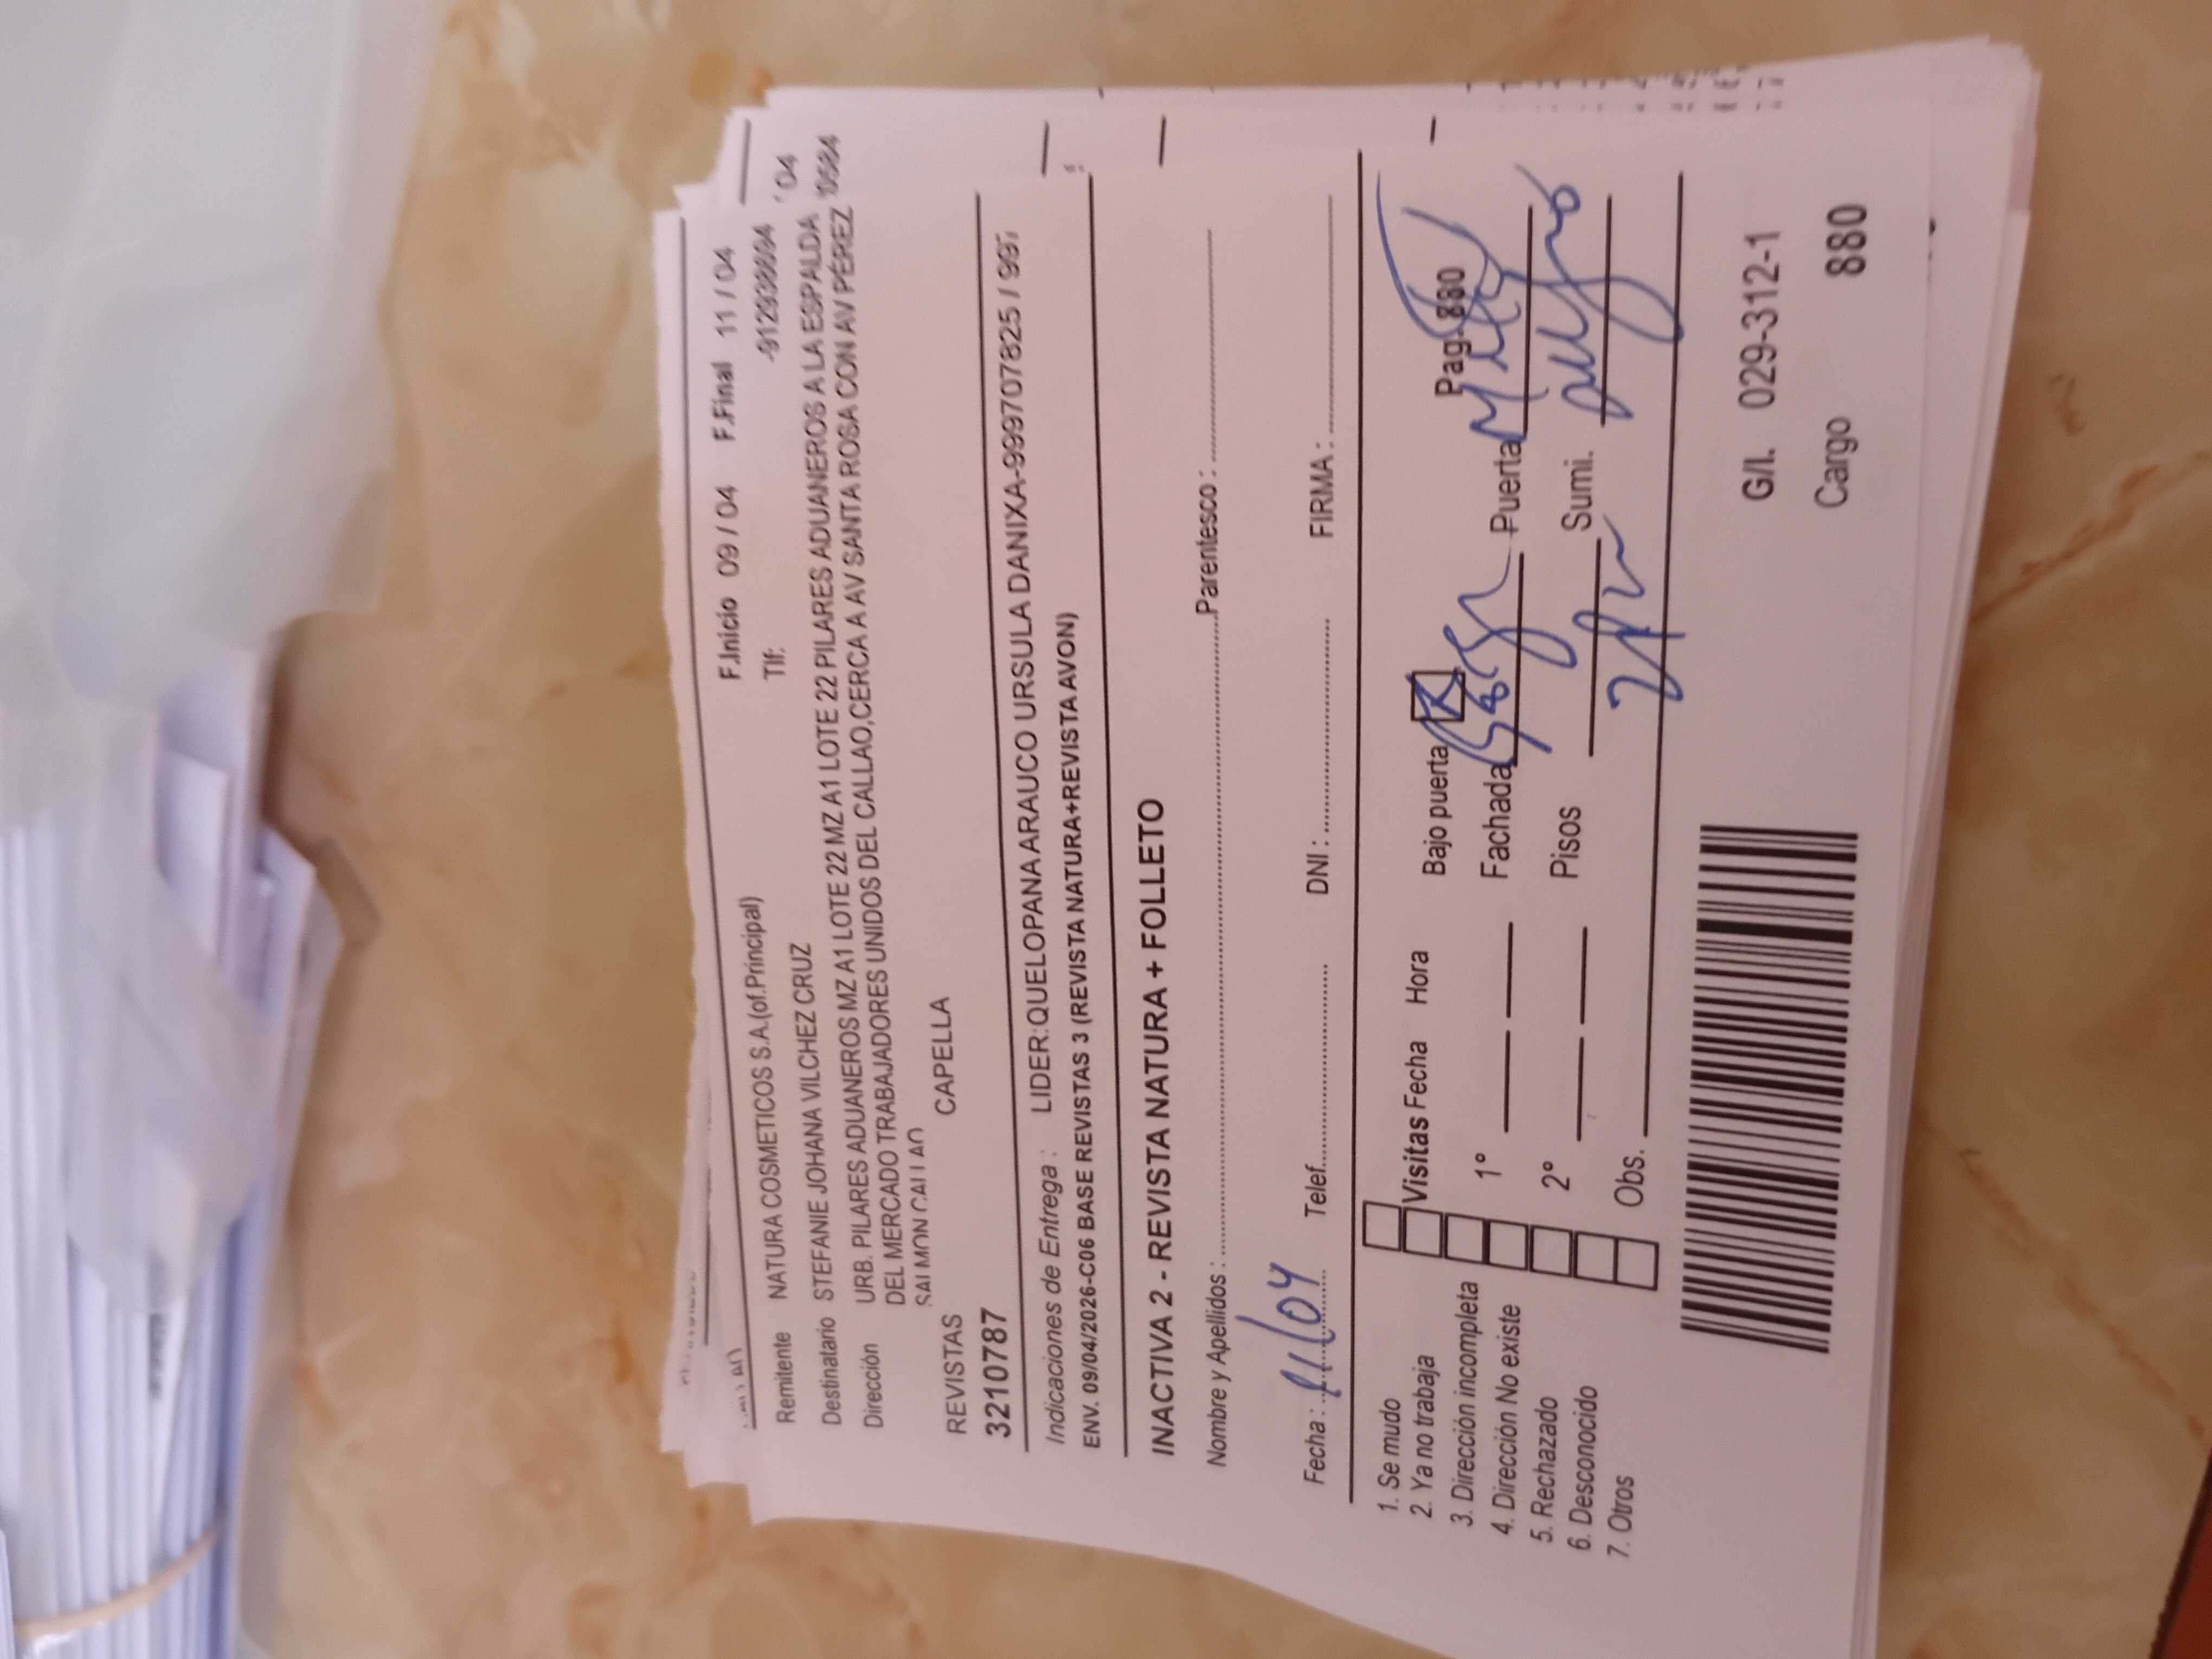 F.Inicio 09 / 04 F.Final 11 / 04
Remitente NATURA COSMETICOS S.A.(of.Principal) Tlf:
Destinatario STEFANIE JOHANA VILCHEZ CRUZ
Dirección URB. PILARES ADUANEROS MZ A1 LOTE 22 MZ A1 LOTE 22 PILARES ADUANEROS A LA ESPALDA
DEL MERCADO TRABAJADORES UNIDOS DEL CALLAO,CERCA A AV SANTA ROSA CON AV PÉREZ
SALMON CALLAO
REVISTAS CAPELLA
3210787
Indicaciones de Entrega : LIDER:QUELOPANA ARAUCO URSULA DANIXA-999707825 / 997
ENV. 09/04/2026-C06 BASE REVISTAS 3 (REVISTA NATURA+REVISTA AVON)
INACTIVA 2 - REVISTA NATURA + FOLLETO
Nombre y Apellidos : Parentesco :
Fecha : 11/04 Telef. DNI : FIRMA :
1. Se mudo
2. Ya no trabaja
3. Dirección incompleta
4. Dirección No existe
5. Rechazado
6. Desconocido
7. Otros
Visitas Fecha Hora
1º
2º
Obs.
Bajo puerta Pag. 880
Fachada Puerta
Pisos Sumi.
G/I. 029-312-1
Cargo 880